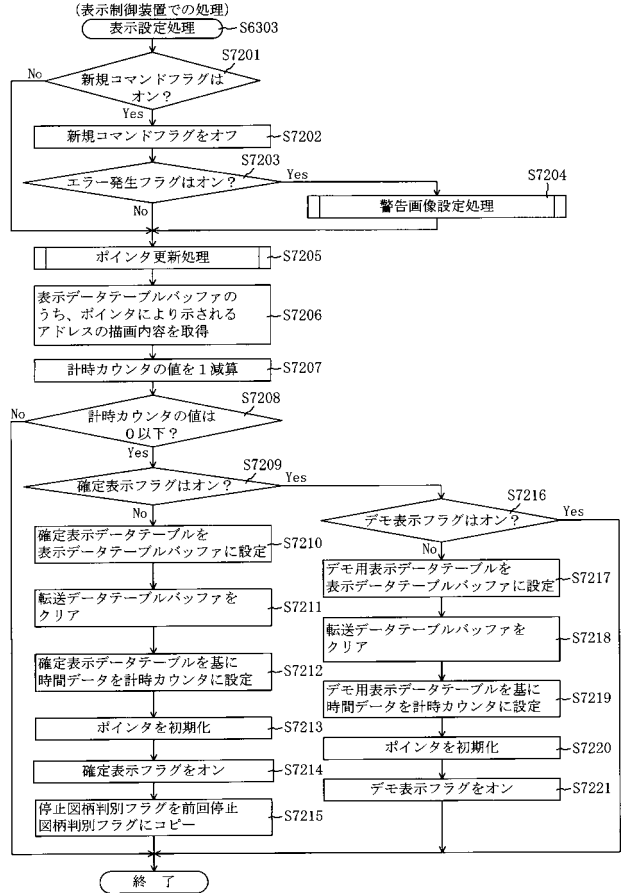 (表示制御装置での処理)
表示設定処理
S6303
S7201
新規コマンドフラグは
オン?
No
Yes
新規コマンドフラグをオフ
S7202
S7203
エラー発生フラグはオン?
Yes
No
S7204
警告画像設定処理
ポインタ更新処理
S7205
表示データテーブルバッファの
うち、ポインタにより示される
アドレスの描画内容を取得
S7206
計時カウンタの値を1減算
S7207
S7208
計時カウンタの値は
0以下?
No
Yes
S7209
確定表示フラグはオン?
Yes
No
確定表示データテーブルを
表示データテーブルバッファに設定
S7210
転送データテーブルバッファを
クリア
S7211
確定表示データテーブルを基に
時間データを計時カウンタに設定
S7212
ポインタを初期化
S7213
確定表示フラグをオン
S7214
停止図柄判別フラグを前回停止
図柄判別フラグにコピー
S7215
S7216
デモ表示フラグはオン?
Yes
No
デモ用表示データテーブルを
表示データテーブルバッファに設定
S7217
転送データテーブルバッファを
クリア
S7218
デモ用表示データテーブルを基に
時間データを計時カウンタに設定
S7219
ポインタを初期化
S7220
デモ表示フラグをオン
S7221
終 了